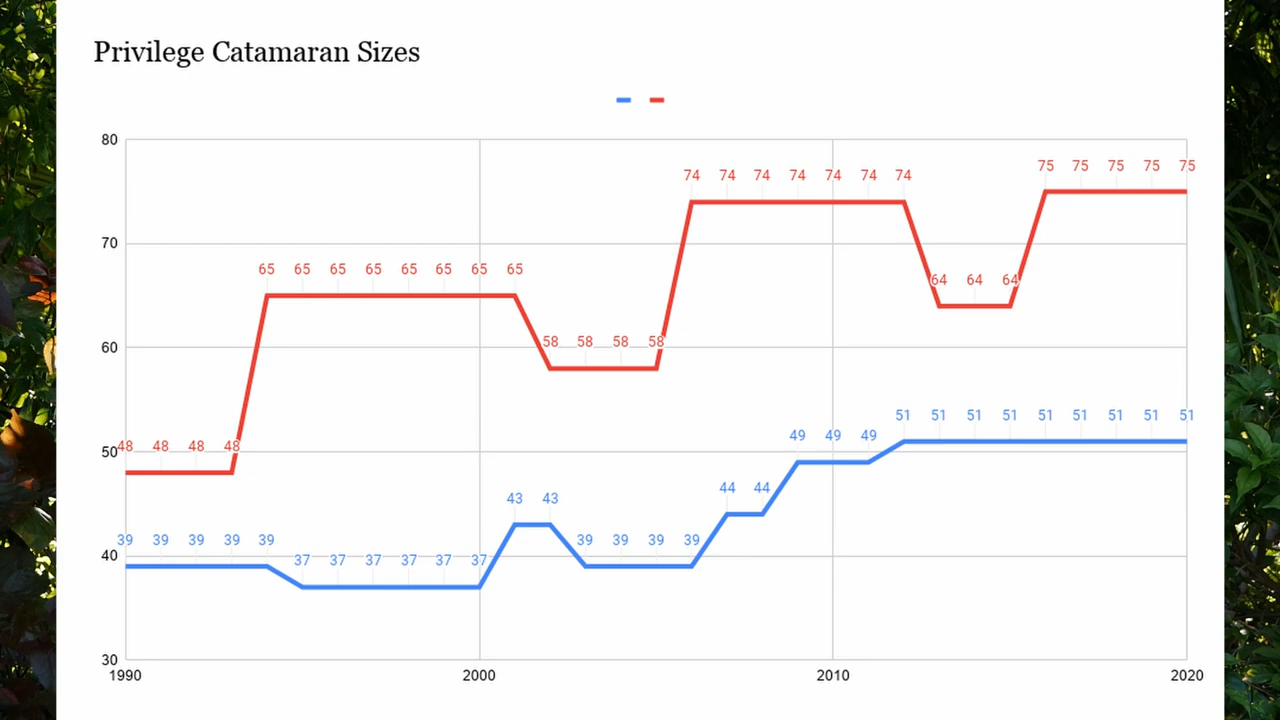 Privilege Catamaran Sizes
80
75 75 75 75 75
74 74 74 74 74 74 74
70
65 65 65 65 65 65 65 65
64 64 64
60
58 58 58 58
51 51 51 51 51 51 51 51 51
50
48 48 48 48
49 49 49
44 44
43 43
40
39 39 39 39 39
39 39 39 39
37 37 37 37 37 37
30
1990 2000 2010 2020